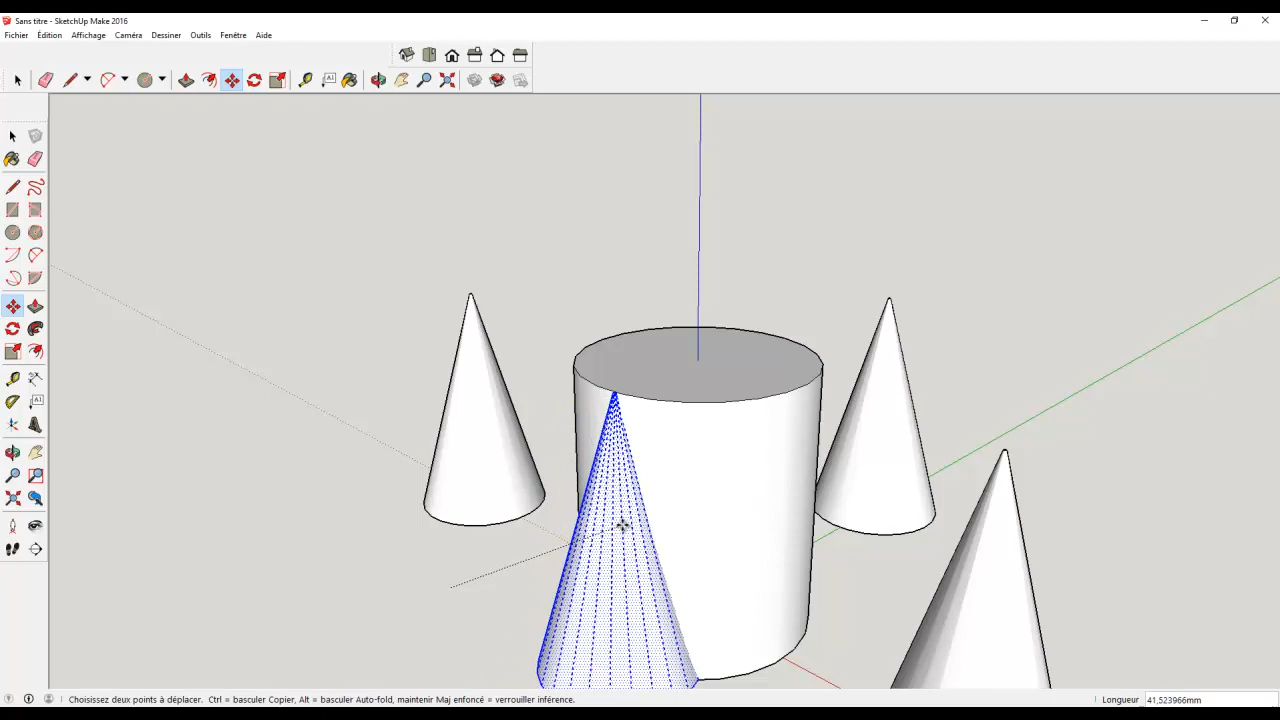 Sans titre - SketchUp Make 2016
Fichier Édition Affichage Caméra Dessiner Outils Fenêtre Aide
Choisissez deux points à déplacer. Ctrl = basculer Copier, Alt = basculer Auto-fold, maintenir Maj enfoncé = verrouiller inférence.
Longueur 41,523966mm